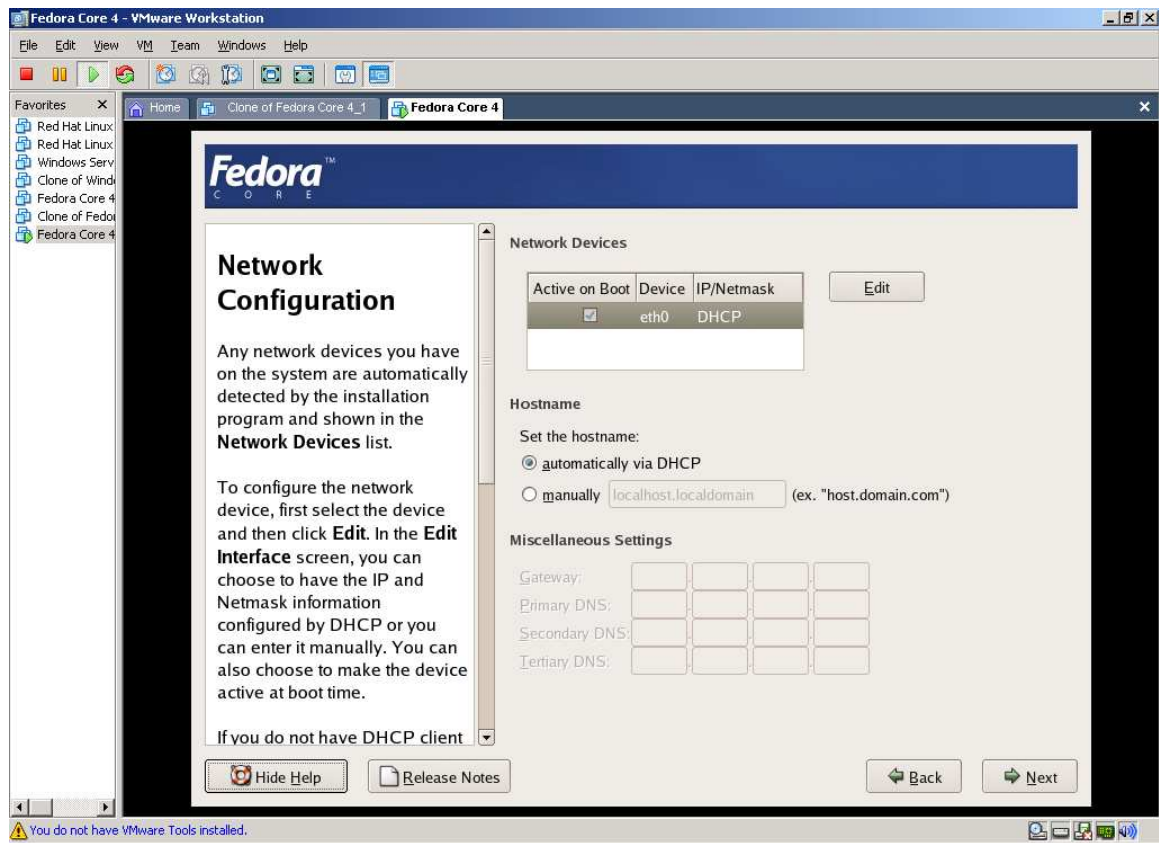 Fedora Core 4 - VMware Workstation
File Edit View VM Team Windows Help
Favorites X
Home Clone of Fedora Core 4_1 Fedora Core 4
Red Hat Linux
Red Hat Linux
Windows Serv
Clone of Wind
Fedora Core 4
Clone of Fedo
Fedora Core 4
Fedora™
CORE
Network
Configuration
Any network devices you have
on the system are automatically
detected by the installation
program and shown in the
Network Devices list.
To configure the network
device, first select the device
and then click Edit. In the Edit
Interface screen, you can
choose to have the IP and
Netmask information
configured by DHCP or you
can enter it manually. You can
also choose to make the device
active at boot time.
If you do not have DHCP client
Network Devices
Active on Boot Device IP/Netmask
eth0 DHCP
Edit
Hostname
Set the hostname:
automatically via DHCP
manually localhost.localdomain (ex. "host.domain.com")
Miscellaneous Settings
Gateway:
Primary DNS:
Secondary DNS:
Tertiary DNS:
Hide Help Release Notes Back Next
You do not have VMware Tools installed.